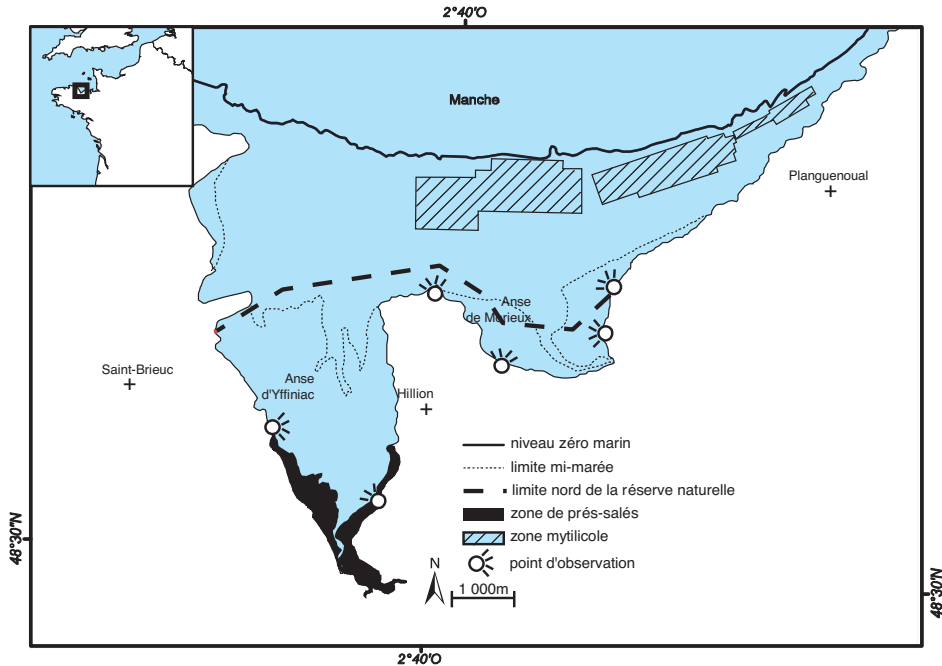 2°40'O
Manche
Planguenoual
Anse
de Morieux
Saint-Brieuc
Anse
d'Yffiniac
Hillion
niveau zéro marin
limite mi-marée
limite nord de la réserve naturelle
zone de prés-salés
zone mytilicole
point d'observation
N
1 000m
48°30'N
48°30'N
2°40'O